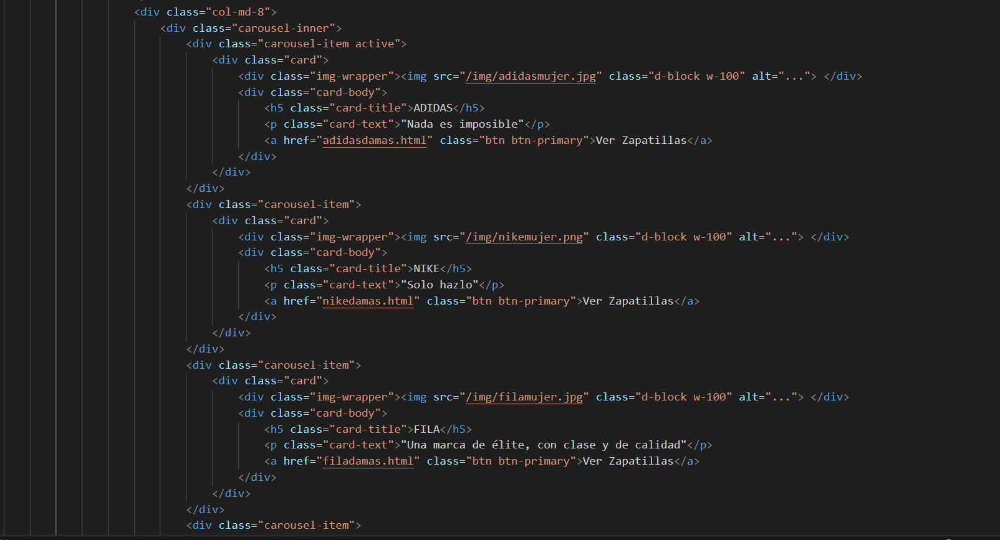 <div class="col-md-8">
<div class="carousel-inner">
<div class="carousel-item active">
<div class="card">
<div class="img-wrapper"><img src="/img/adidasmujer.jpg" class="d-block w-100" alt="..."> </div>
<div class="card-body">
<h5 class="card-title">ADIDAS</h5>
<p class="card-text">"Nada es imposible"</p>
<a href="adidasdamas.html" class="btn btn-primary">Ver Zapatillas</a>
</div>
</div>
</div>
<div class="carousel-item">
<div class="card">
<div class="img-wrapper"><img src="/img/nikemujer.png" class="d-block w-100" alt="..."> </div>
<div class="card-body">
<h5 class="card-title">NIKE</h5>
<p class="card-text">"Solo hazlo"</p>
<a href="nikedamas.html" class="btn btn-primary">Ver Zapatillas</a>
</div>
</div>
</div>
<div class="carousel-item">
<div class="card">
<div class="img-wrapper"><img src="/img/filamujer.jpg" class="d-block w-100" alt="..."> </div>
<div class="card-body">
<h5 class="card-title">FILA</h5>
<p class="card-text">"Una marca de élite, con clase y de calidad"</p>
<a href="filadamas.html" class="btn btn-primary">Ver Zapatillas</a>
</div>
</div>
</div>
<div class="carousel-item">